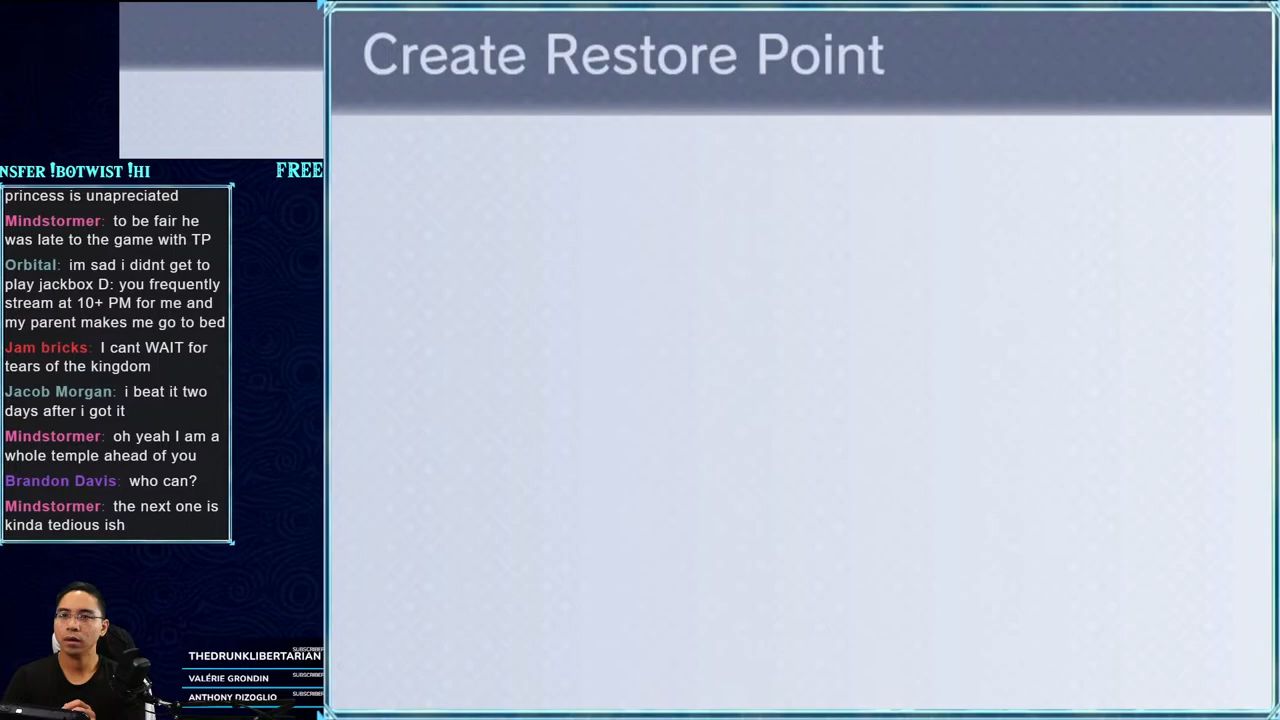 Create Restore Point
NSFER !BOTWIST !HI
FREE
princess is unapreciated
Mindstormer: to be fair he
was late to the game with TP
Orbital: im sad i didnt get to
play jackbox D: you frequently
stream at 10+ PM for me and
my parent makes me go to bed
Jam bricks: I cant WAIT for
tears of the kingdom
Jacob Morgan: i beat it two
days after i got it
Mindstormer: oh yeah I am a
whole temple ahead of you
Brandon Davis: who can?
Mindstormer: the next one is
kinda tedious ish
THEDRUNKLIBERTARIAN SUBSCRIBER
VALÉRIE GRONDIN SUBSCRIBER
ANTHONY DIZOGLIO SUBSCRIBER